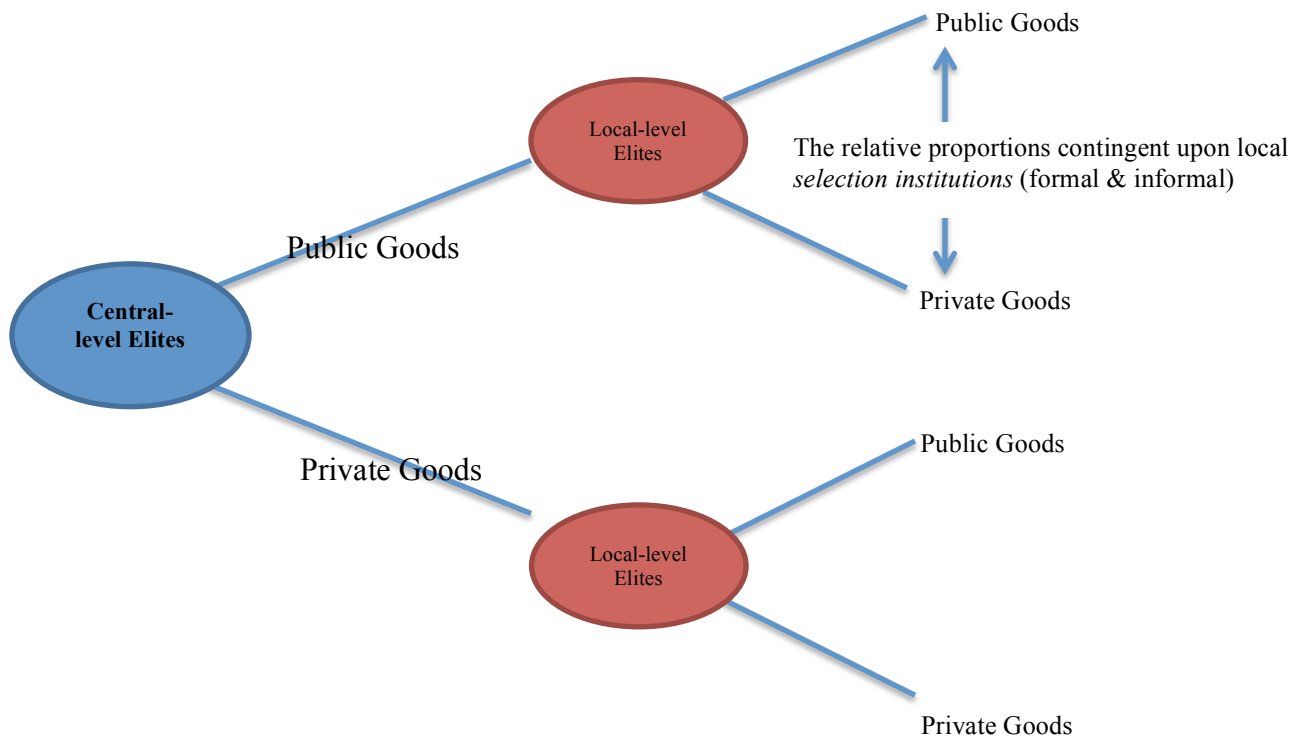 Public Goods
Local-level
Elites
The relative proportions contingent upon local
selection institutions (formal & informal)
Public Goods
Private Goods
Central-
level Elites
Public Goods
Private Goods
Local-level
Elites
Private Goods